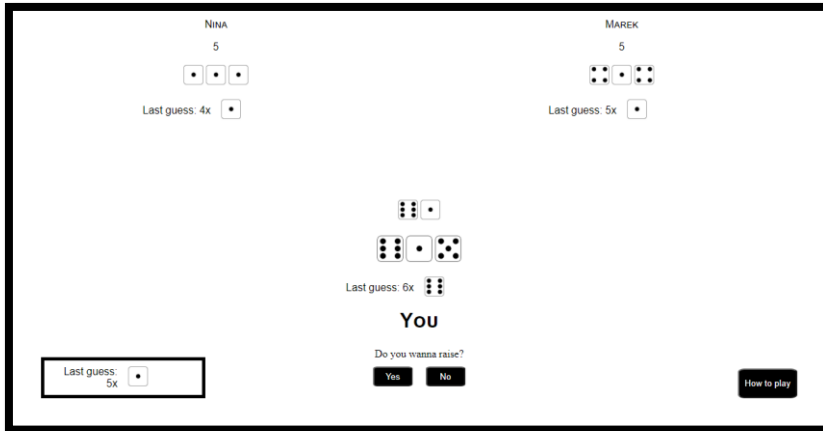 Nina
Marek
5
5
Last guess: 4x
Last guess: 5x
Last guess: 6x
You
Do you wanna raise?
Yes
No
Last guess:
5x
How to play